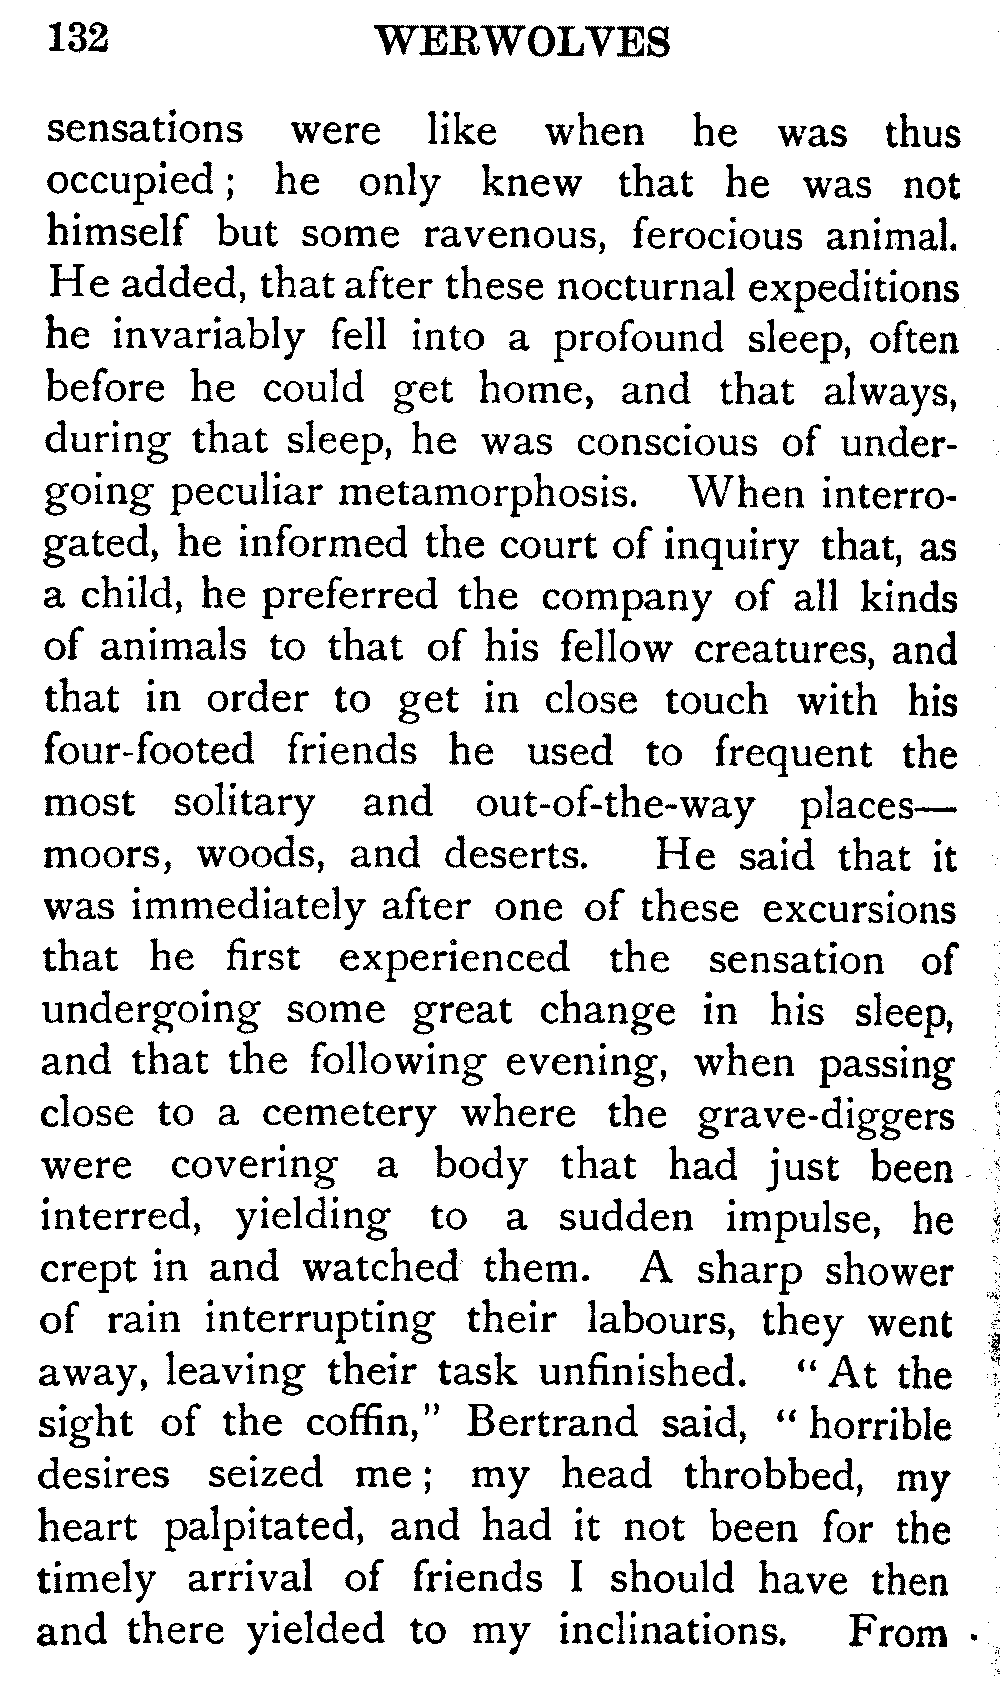 132 WERWOLVES
sensations were like when he was thus
occupied ; he only knew that he was not
himself but some ravenous, ferocious animal.
He added, that after these nocturnal expeditions
he invariably fell into a profound sleep, often
before he could get home, and that always,
during that sleep, he was conscious of under-
going peculiar metamorphosis. When interro-
gated, he informed the court of inquiry that, as
a child, he preferred the company of all kinds
of animals to that of his fellow creatures, and
that in order to get in close touch with his
four-footed friends he used to frequent the
most solitary and out-of-the-way places—
moors, woods, and deserts. He said that it
was immediately after one of these excursions
that he first experienced the sensation of
undergoing some great change in his sleep,
and that the following evening, when passing
close to a cemetery where the grave-diggers
were covering a body that had just been
interred, yielding to a sudden impulse, he
crept in and watched them. A sharp shower
of rain interrupting their labours, they went
away, leaving their task unfinished. “ At the
sight of the coffin,” Bertrand said, “ horrible
desires seized me ; my head throbbed, my
heart palpitated, and had it not been for the
timely arrival of friends I should have then
and there yielded to my inclinations. From